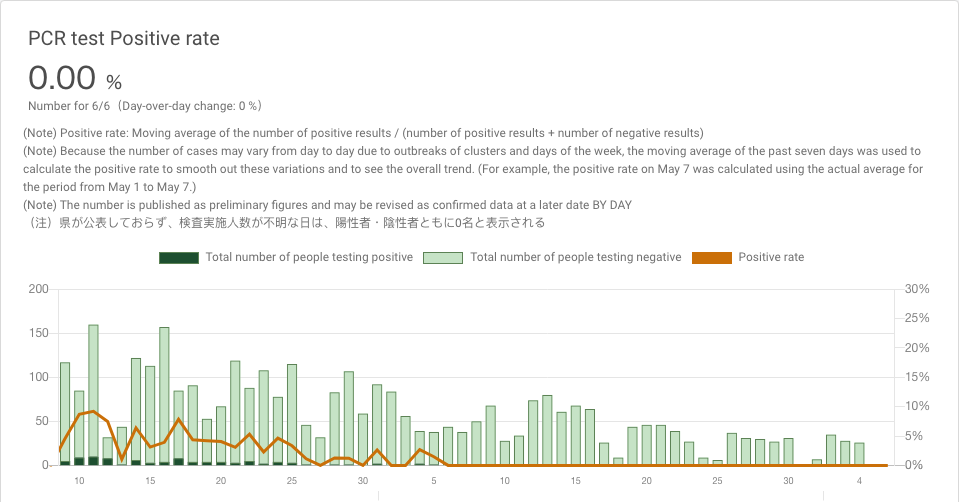 PCR test Positive rate
0.00 %
Number for 6/6（Day-over-day change: 0 %）
(Note) Positive rate: Moving average of the number of positive results / (number of positive results + number of negative results)
(Note) Because the number of cases may vary from day to day due to outbreaks of clusters and days of the week, the moving average of the past seven days was used to
calculate the positive rate to smooth out these variations and to see the overall trend. (For example, the positive rate on May 7 was calculated using the actual average for
the period from May 1 to May 7.)
(Note) The number is published as preliminary figures and may be revised as confirmed data at a later date BY DAY
（注）県が公表しておらず、検査実施人数が不明な日は、陽性者・陰性者ともに0名と表示される
Total number of people testing positive Total number of people testing negative Positive rate
200 30%
25%
150
20%
100 15%
10%
50
5%
0 0%
10 15 20 25 30 5 10 15 20 25 30 4